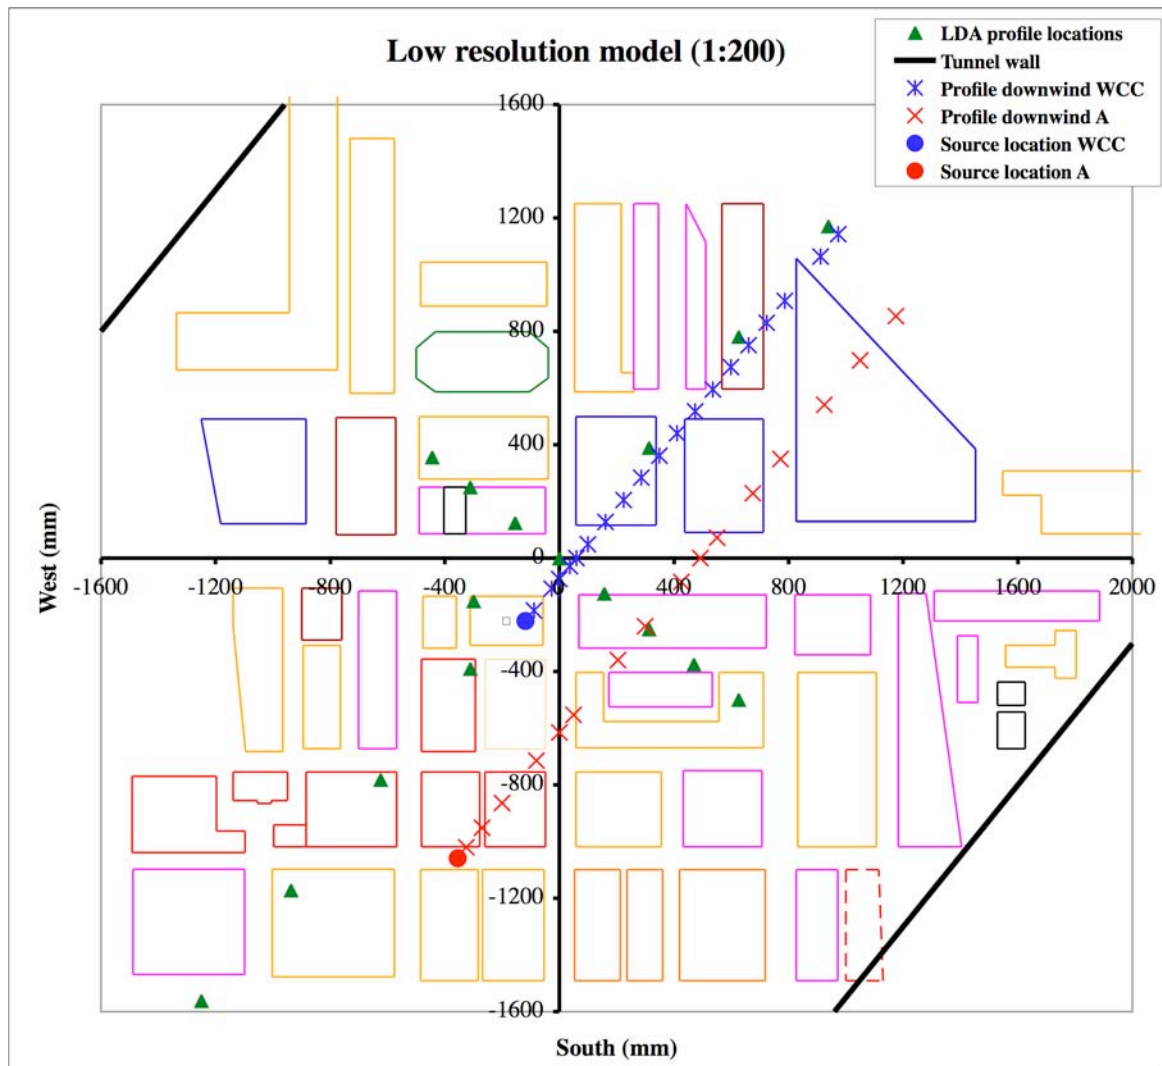 Low resolution model (1:200)
LDA profile locations
Tunnel wall
Profile downwind WCC
Profile downwind A
Source location WCC
Source location A
1600
1200
800
400
0
-1600 -1200 -800 -400 0 400 800 1200 1600 2000
-400
-800
-1200
-1600
West (mm)
South (mm)